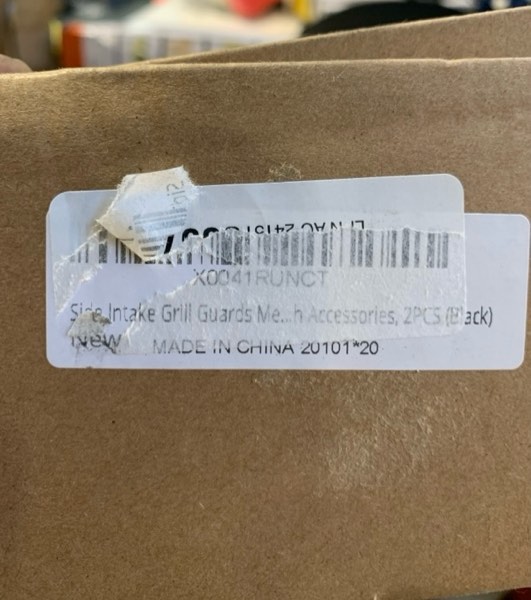 X0041RUNCT
Side Intake Grill Guards Me...h Accessories, 2PCS (Black)
New
MADE IN CHINA 20101*20